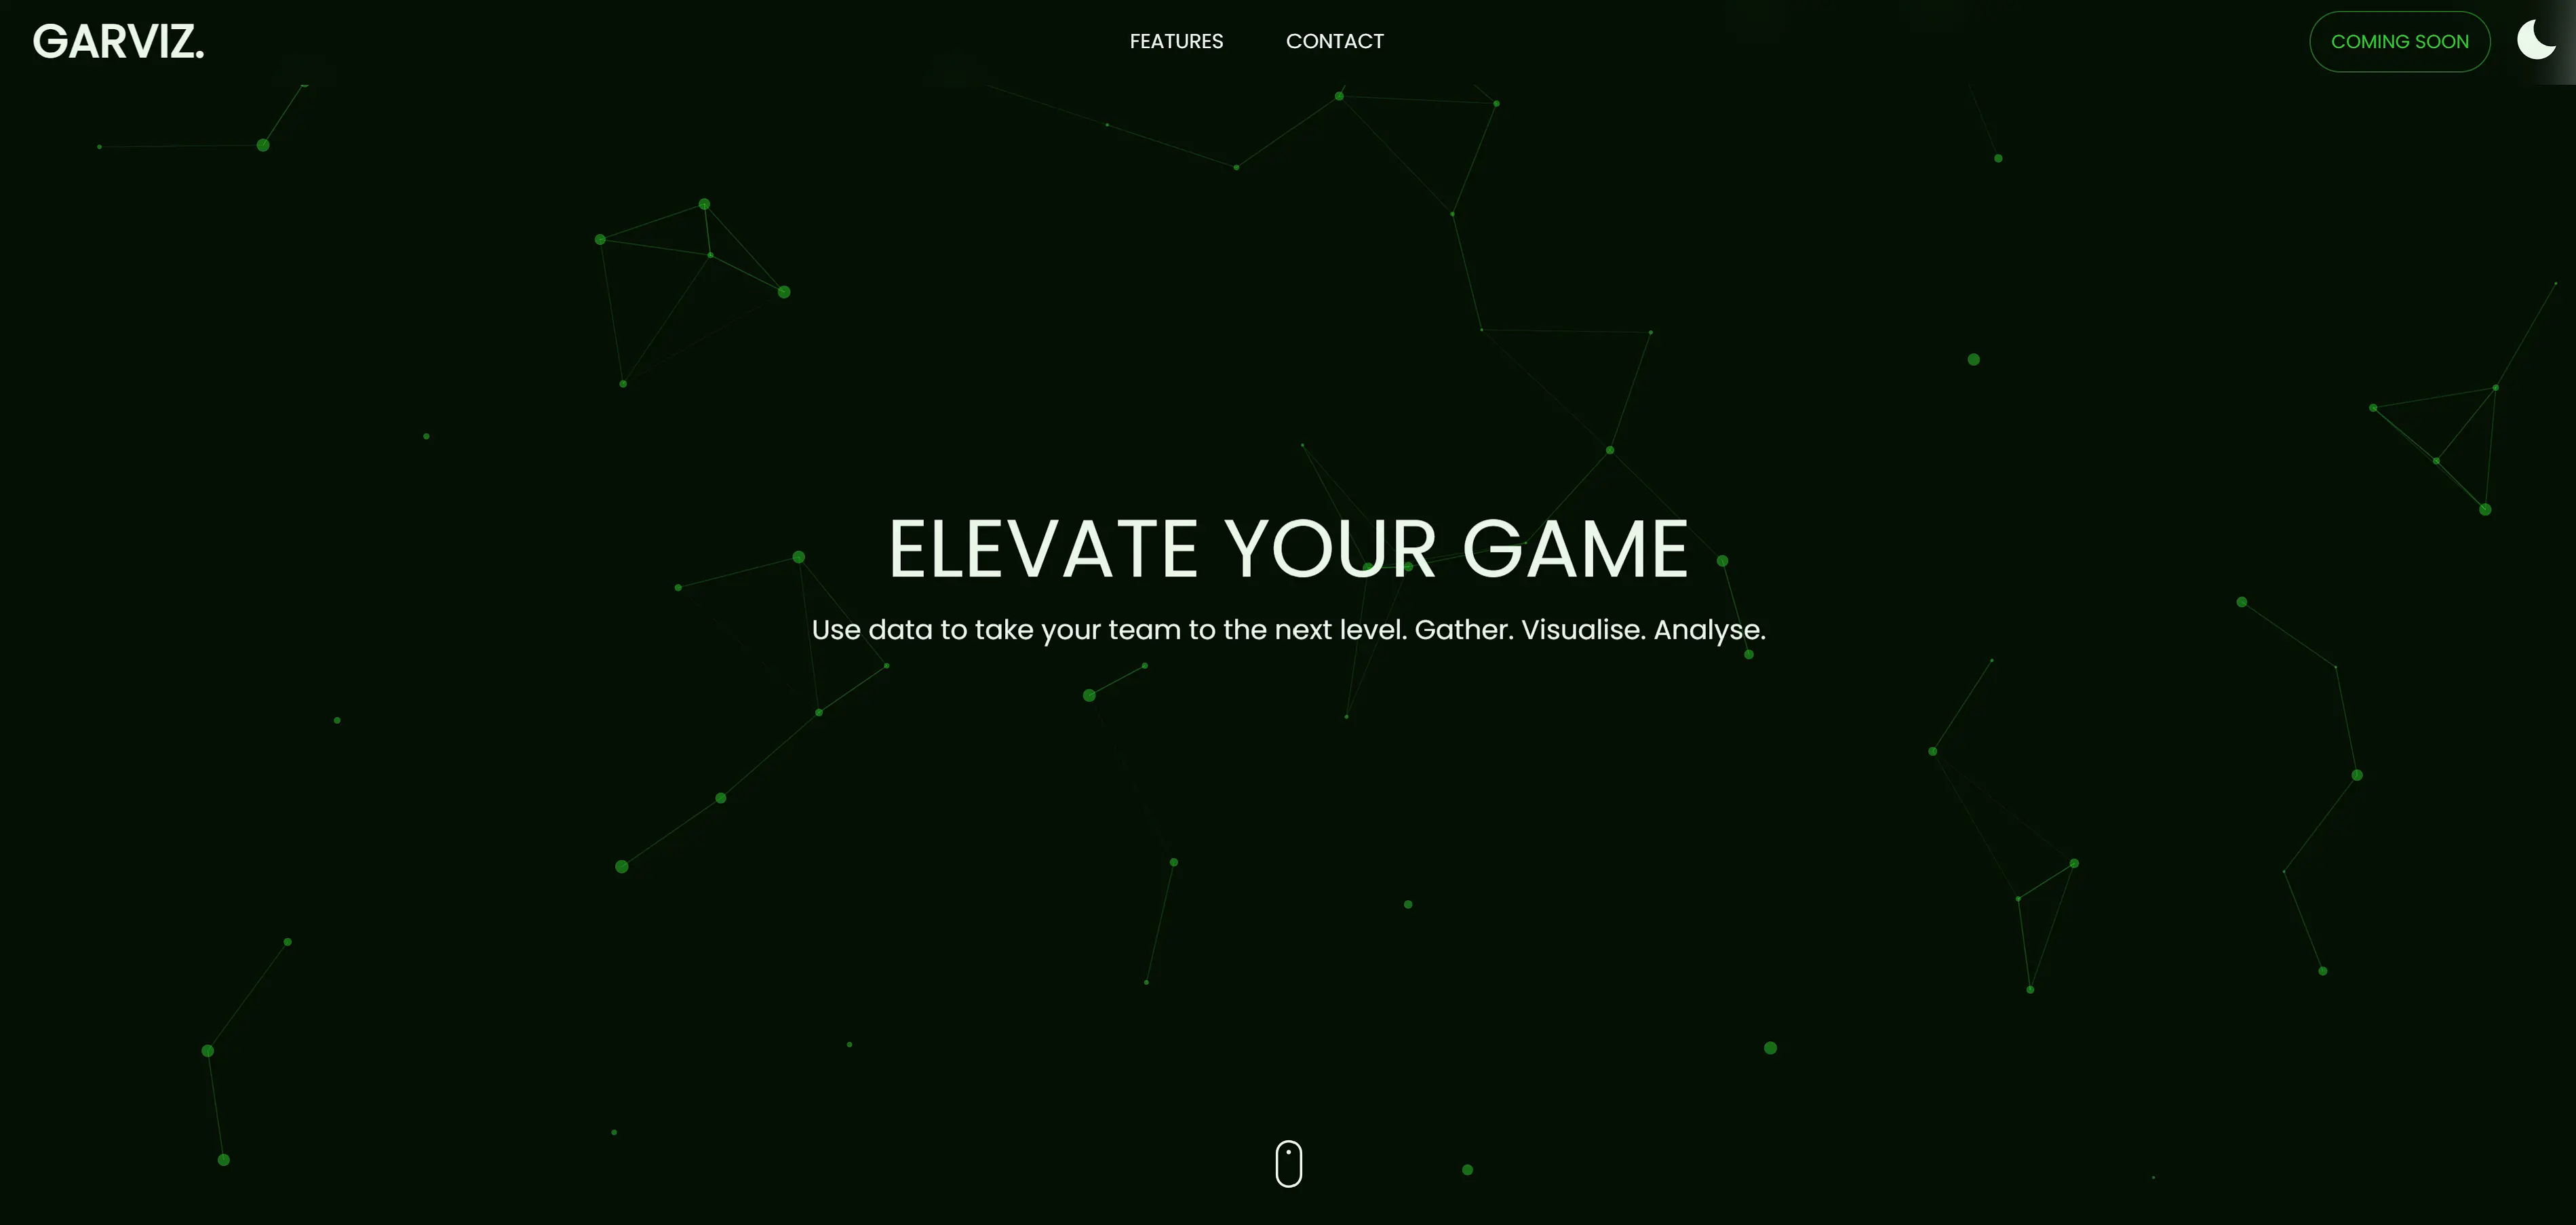 GARVIZ.
FEATURES
CONTACT
COMING SOON
ELEVATE YOUR GAME
Use data to take your team to the next level. Gather. Visualise. Analyse.